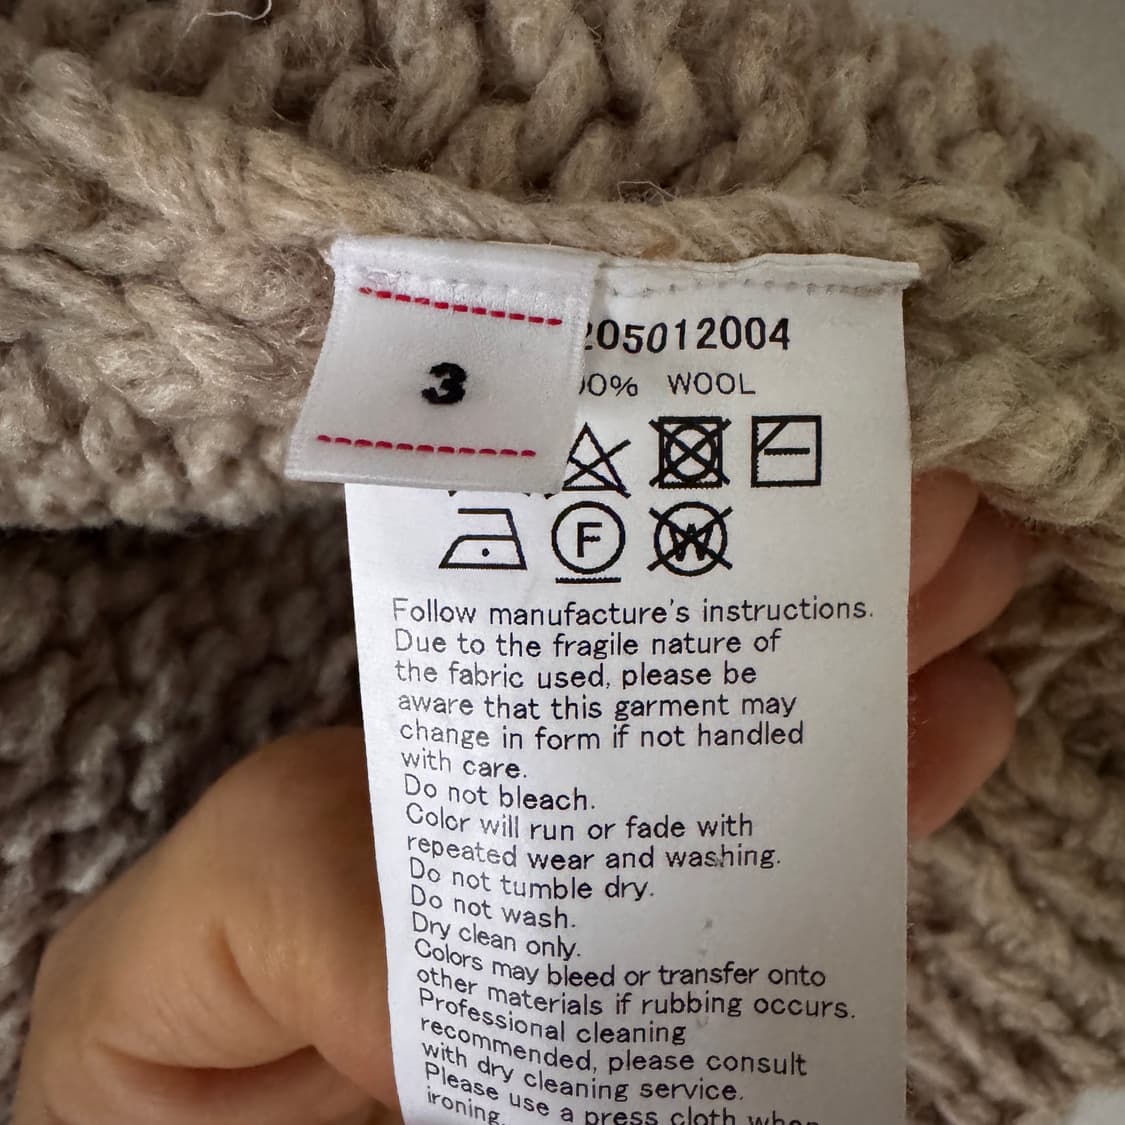 3
05012004
0% WOOL
F
W
Follow manufacture's instructions.
Due to the fragile nature of
the fabric used, please be
aware that this garment may
change in form if not handled
with care.
Do not bleach.
Color will run or fade with
repeated wear and washing.
Do not tumble dry.
Do not wash.
Dry clean only.
Colors may bleed or transfer onto
other materials if rubbing occurs.
Professional cleaning
recommended, please consult
with dry cleaning service.
Please use a press cloth when
ironing.